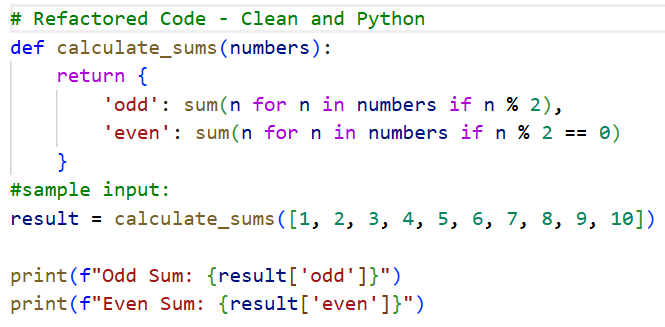 # Refactored Code - Clean and Python
def calculate_sums(numbers):
    return {
        'odd': sum(n for n in numbers if n % 2),
        'even': sum(n for n in numbers if n % 2 == 0)
    }
#sample input:
result = calculate_sums([1, 2, 3, 4, 5, 6, 7, 8, 9, 10])
print(f"Odd Sum: {result['odd']}")
print(f"Even Sum: {result['even']}")